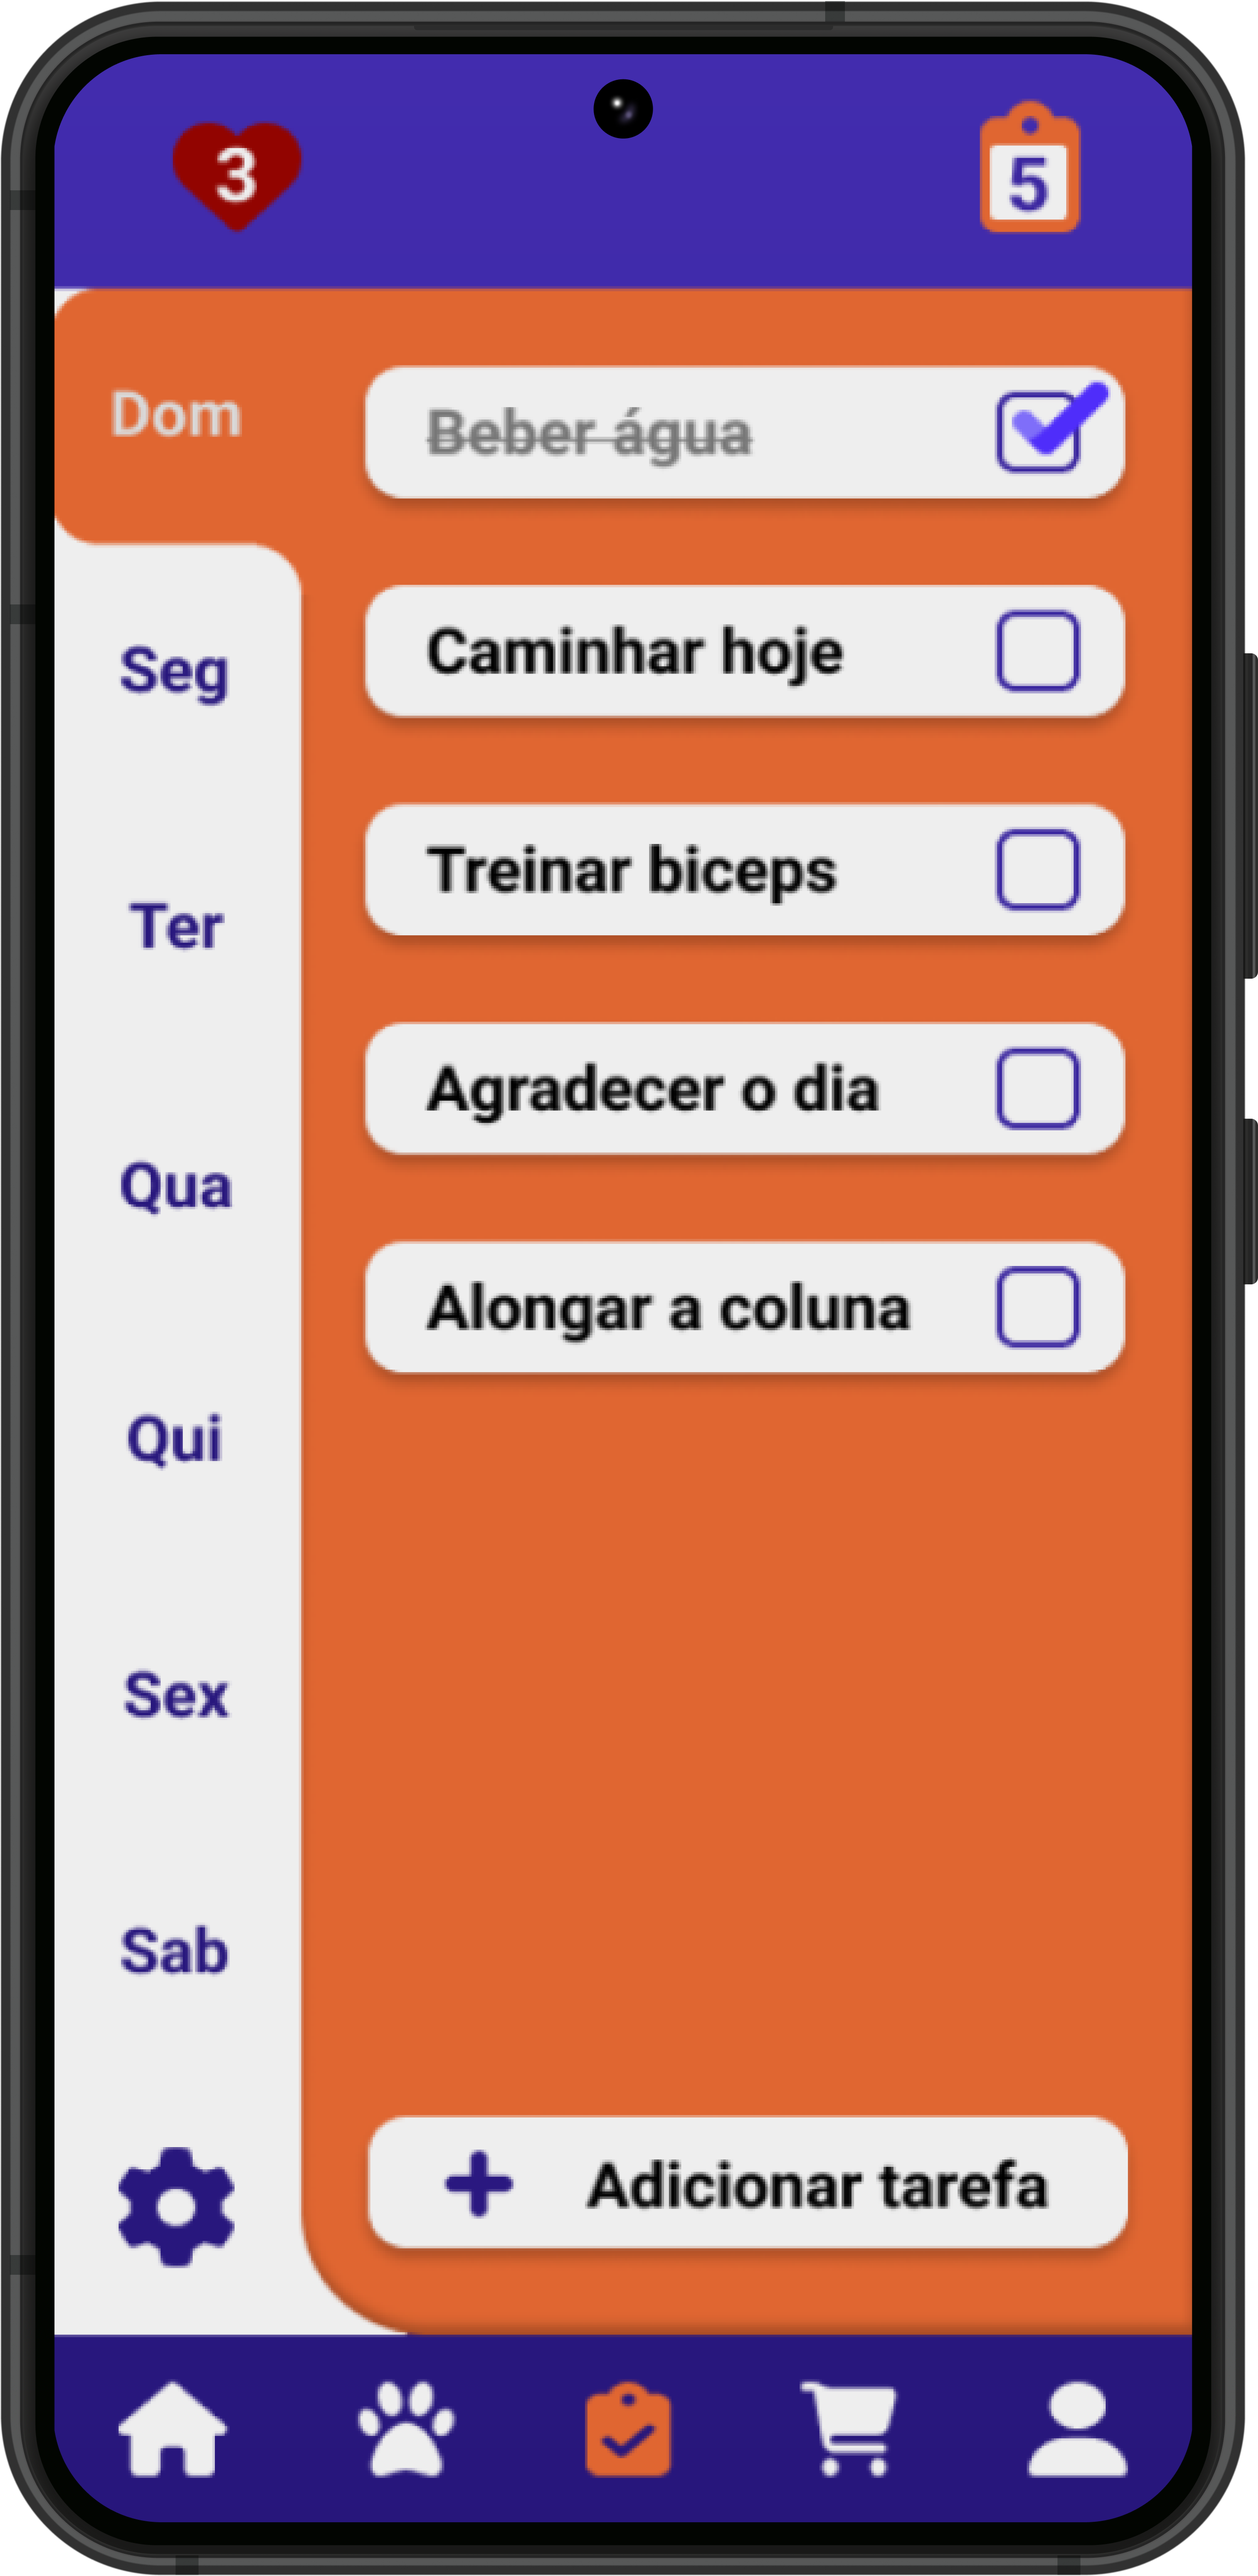 3
5
Dom
Beber água
Seg
Caminhar hoje
Treinar biceps
Ter
Agradecer o dia
Qua
Alongar a coluna
Qui
Sex
Sab
Adicionar tarefa